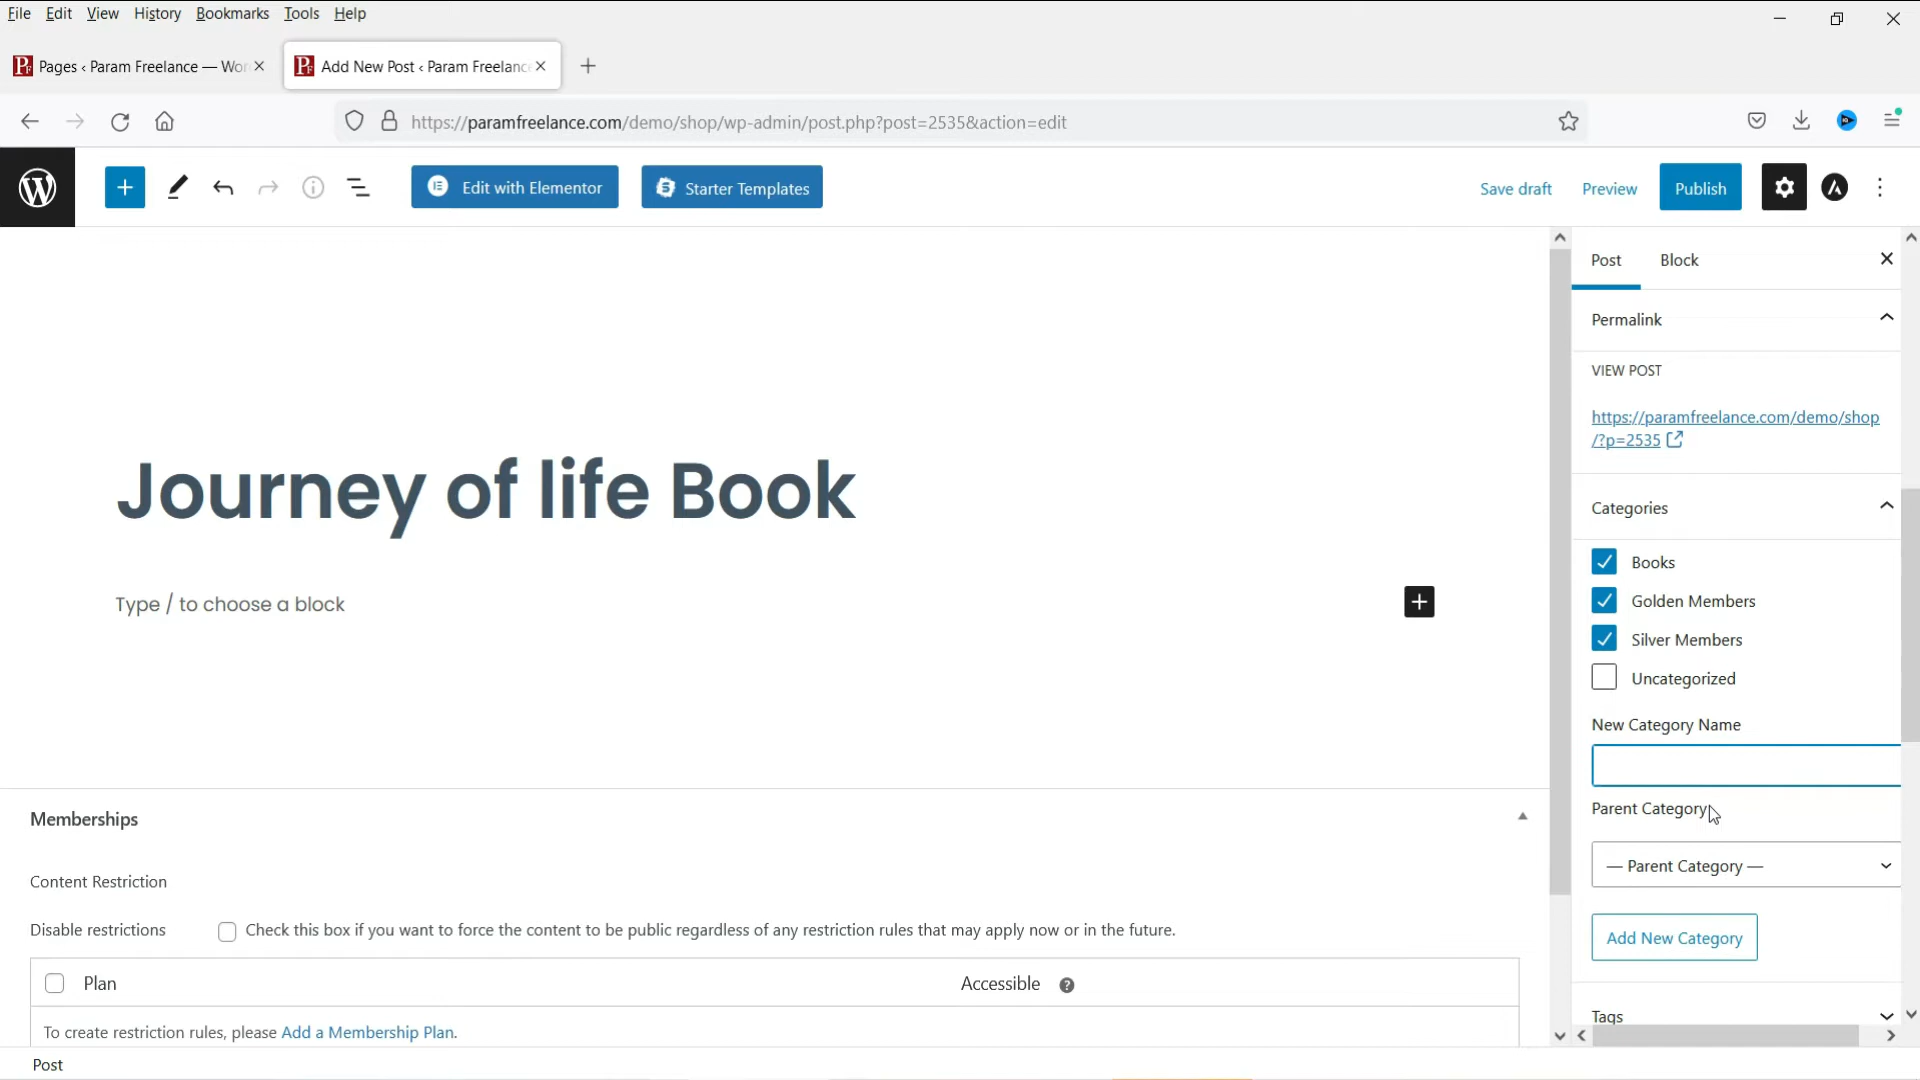 File Edit View History Bookmarks Tools Help
Pages ‹ Param Freelance — Wor
Add New Post ‹ Param Freelanc
https://paramfreelance.com/demo/shop/wp-admin/post.php?post=2535&action=edit
Edit with Elementor
Starter Templates
Save draft
Preview
Publish
Post
Block
Permalink
VIEW POST
https://paramfreelance.com/demo/shop
/?p=2535
Categories
Books
Golden Members
Silver Members
Uncategorized
New Category Name
Parent Category
— Parent Category —
Add New Category
Tags
Journey of life Book
Type / to choose a block
Memberships
Content Restriction
Disable restrictions
Check this box if you want to force the content to be public regardless of any restriction rules that may apply now or in the future.
Plan
Accessible
To create restriction rules, please Add a Membership Plan.
Post